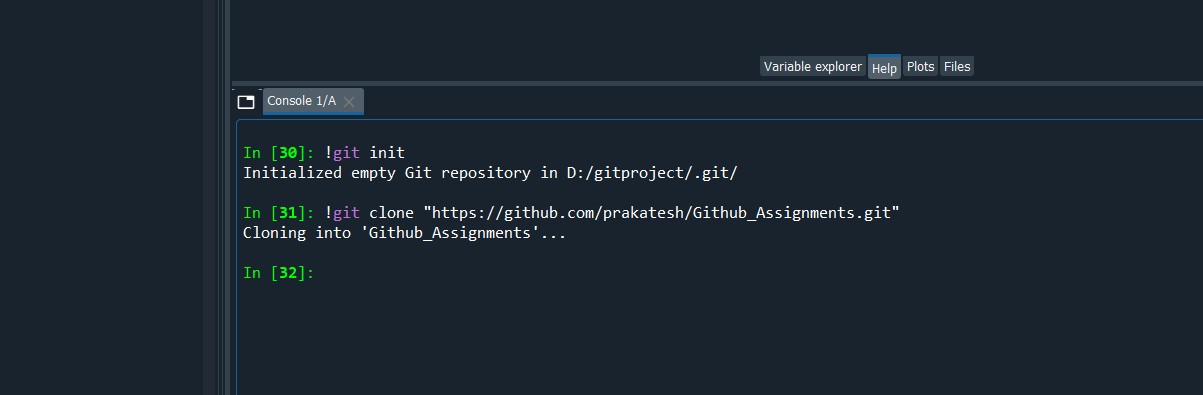 Variable explorer Help Plots Files
Console 1/A
In [30]: !git init
Initialized empty Git repository in D:/gitproject/.git/
In [31]: !git clone "https://github.com/prakatesh/Github_Assignments.git"
Cloning into 'Github_Assignments'...
In [32]: